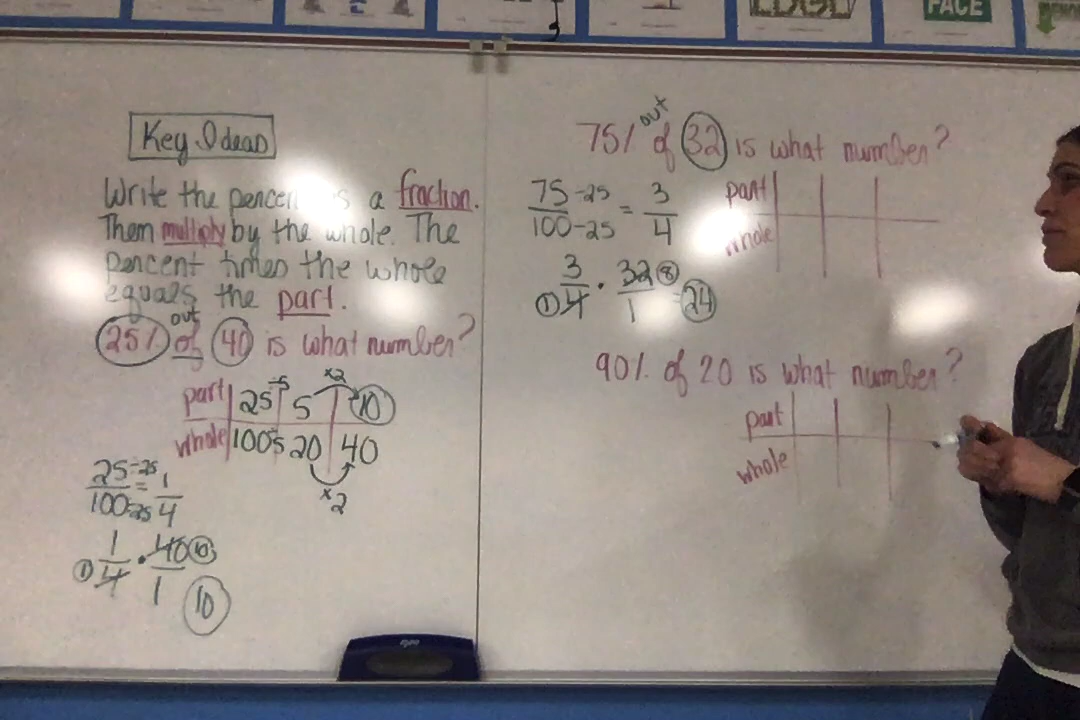 FACE
Key Ideas
Write the a fraction.
Then multiply by the whole. The
percent times the whole
equals the part.
out
25% of 40 is what number?
part 25 ÷5 5 ×2 10
whole 100 ÷5 20 40
×2
25 ÷25 = 1
100 ÷25 4
1 · 40 10
1 4 1 10
out
75% of 32 is what number?
part
whole
75 ÷25 = 3
100 ÷25 4
3 · 32 8
1 4 1 = 24
90% of 20 is what number?
part
whole